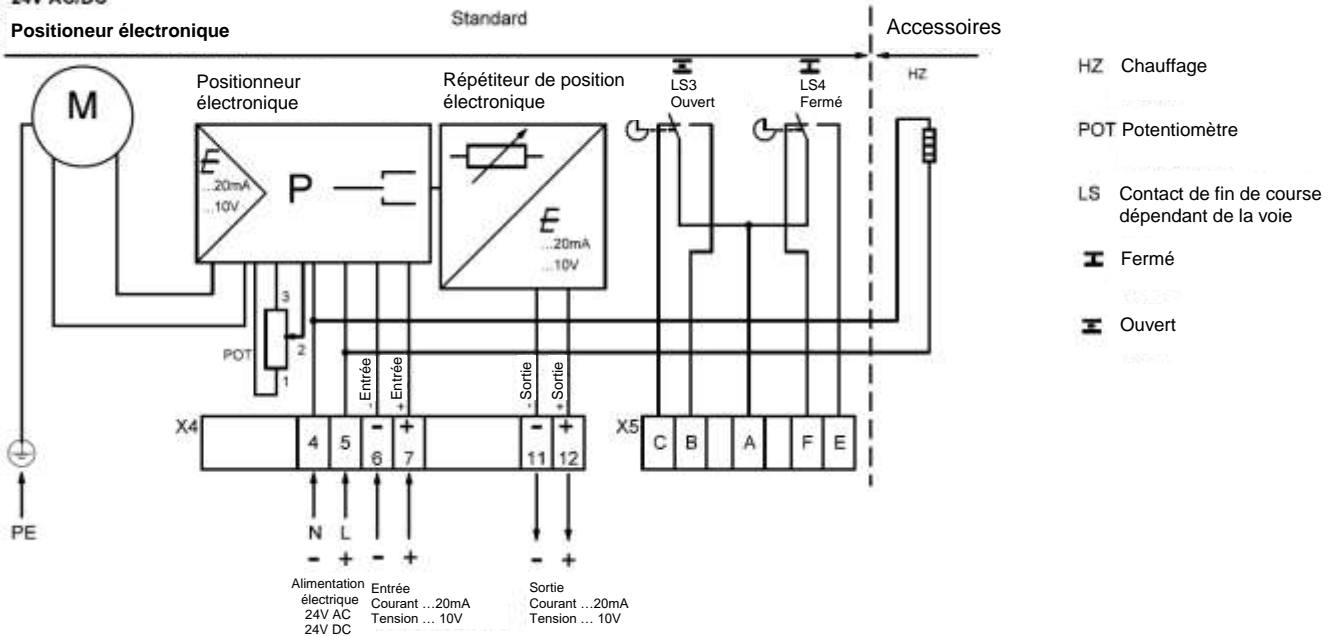 24V AC/DC
Positioneur électronique
Standard
Accessoires
M
Positionneur
électronique
Répétiteur de position
électronique
LS3
Ouvert
LS4
Fermé
HZ
HZ Chauffage
POT Potentiomètre
LS Contact de fin de course
dépendant de la voie
Fermé
Ouvert
E
...20mA
...10V
P
E
...20mA
...10V
POT
3
2
1
- Entrée
+ Entrée
- Sortie
+ Sortie
X4
4
5
- 6
+ 7
- 11
+ 12
X5
C B A F E
PE
N L
- + - +
- +
Alimentation
électrique
24V AC
24V DC
Entrée
Courant ...20mA
Tension ... 10V
Sortie
Courant ...20mA
Tension ... 10V